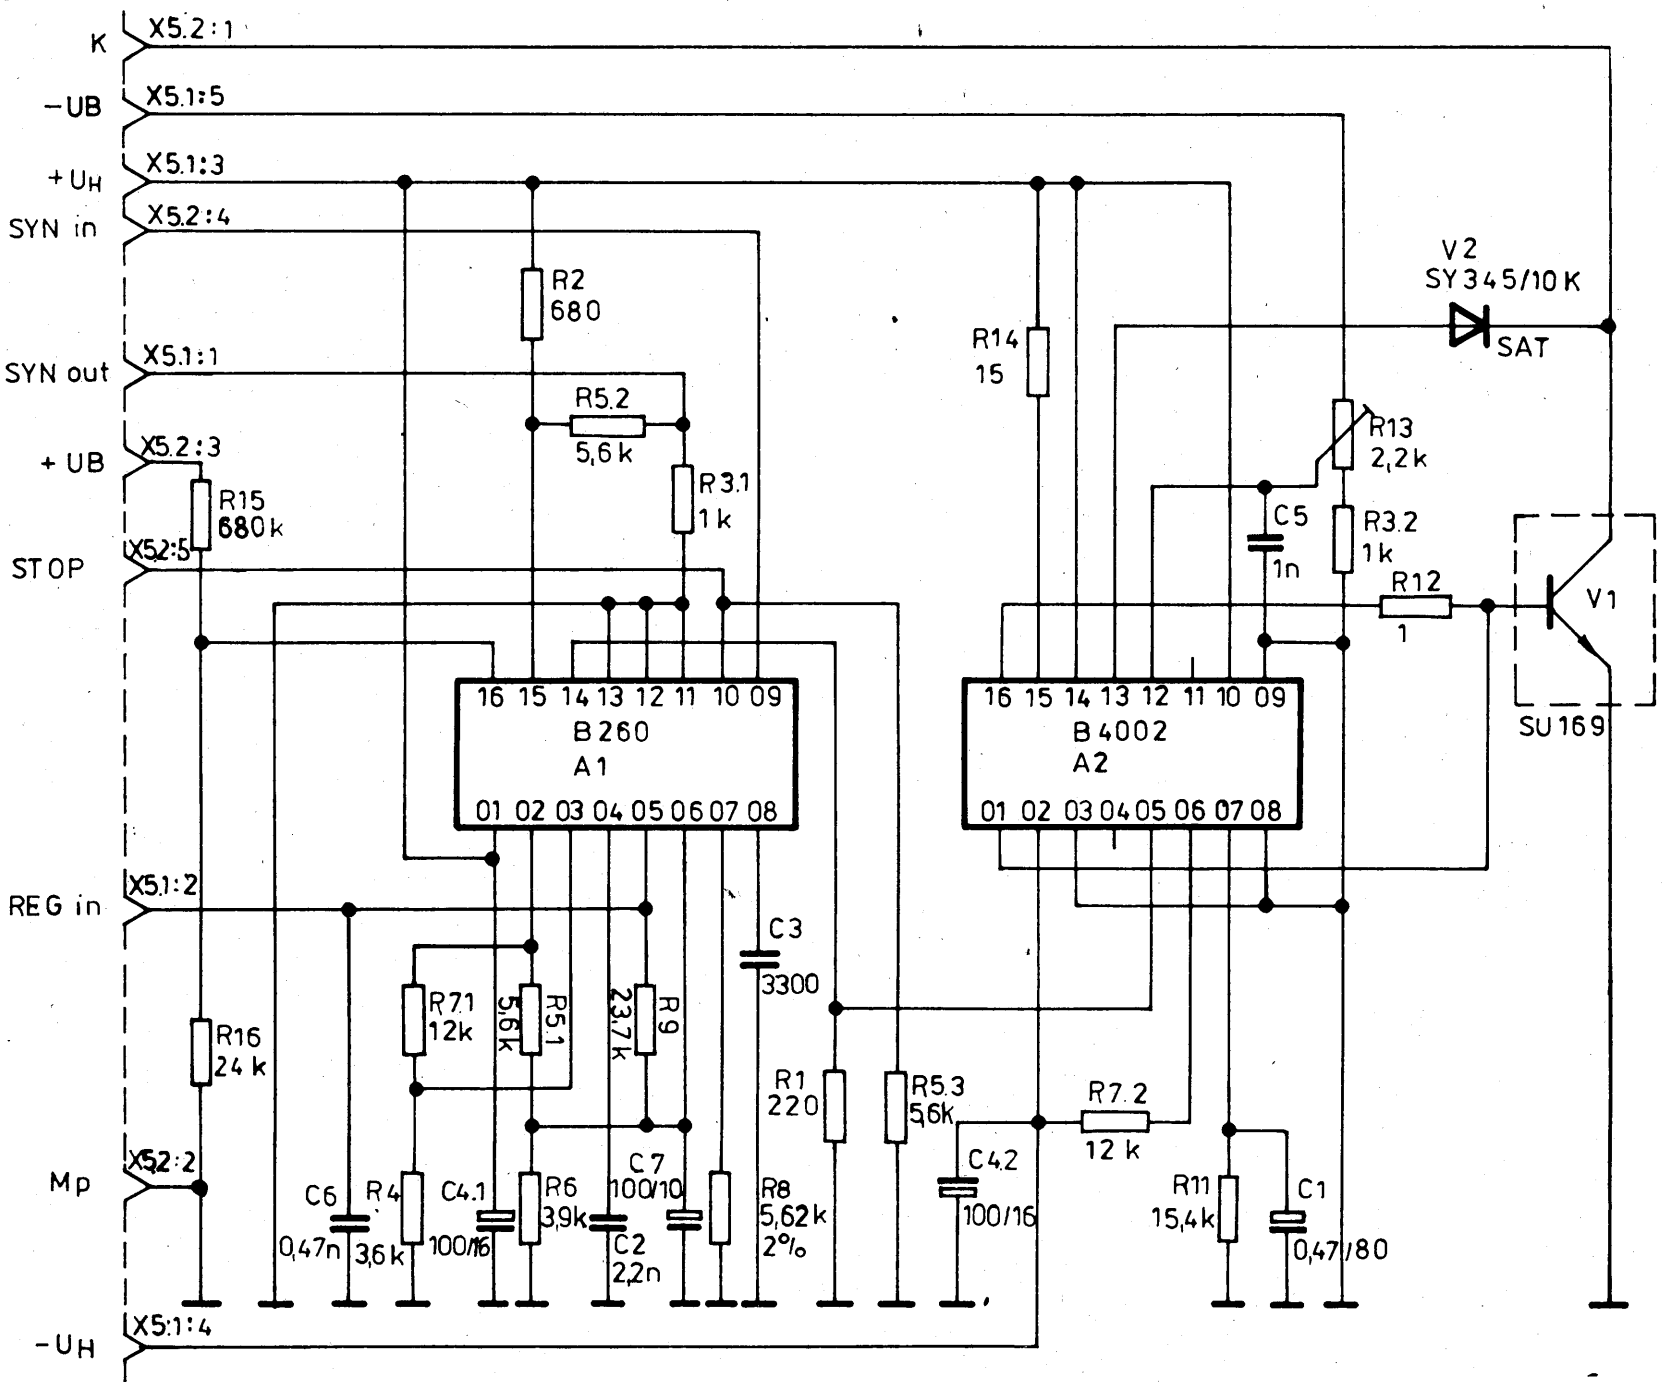 K
X5.2:1
-UB
X5.1:5
+UH
X5.1:3
SYN in
X5.2:4
SYN out
X5.1:1
+UB
X5.2:3
STOP
X5.2:5
REG in
X5.1:2
Mp
X5.2:2
-UH
X5.1:4
R2
680
R5.2
5,6k
R3.1
1k
R15
680k
R14
15
V2
SY345/10K
SAT
R13
2,2k
C5
1n
R3.2
1k
R12
1
V1
SU169
16 15 14 13 12 11 10 09
B260
A1
01 02 03 04 05 06 07 08
16 15 14 13 12 11 10 09
B4002
A2
01 02 03 04 05 06 07 08
C3
3300
R7.1
12k
R5.1
5,6k
R9
23,7k
R16
24k
R1
220
R5.3
5,6k
R7.2
12k
C6
0,47n
R4
3,6k
C4.1
100/16
R6
3,9k
C7
100/10
C2
2,2n
R8
5,62k
2%
C4.2
100/16
R11
15,4k
C1
0,47/80